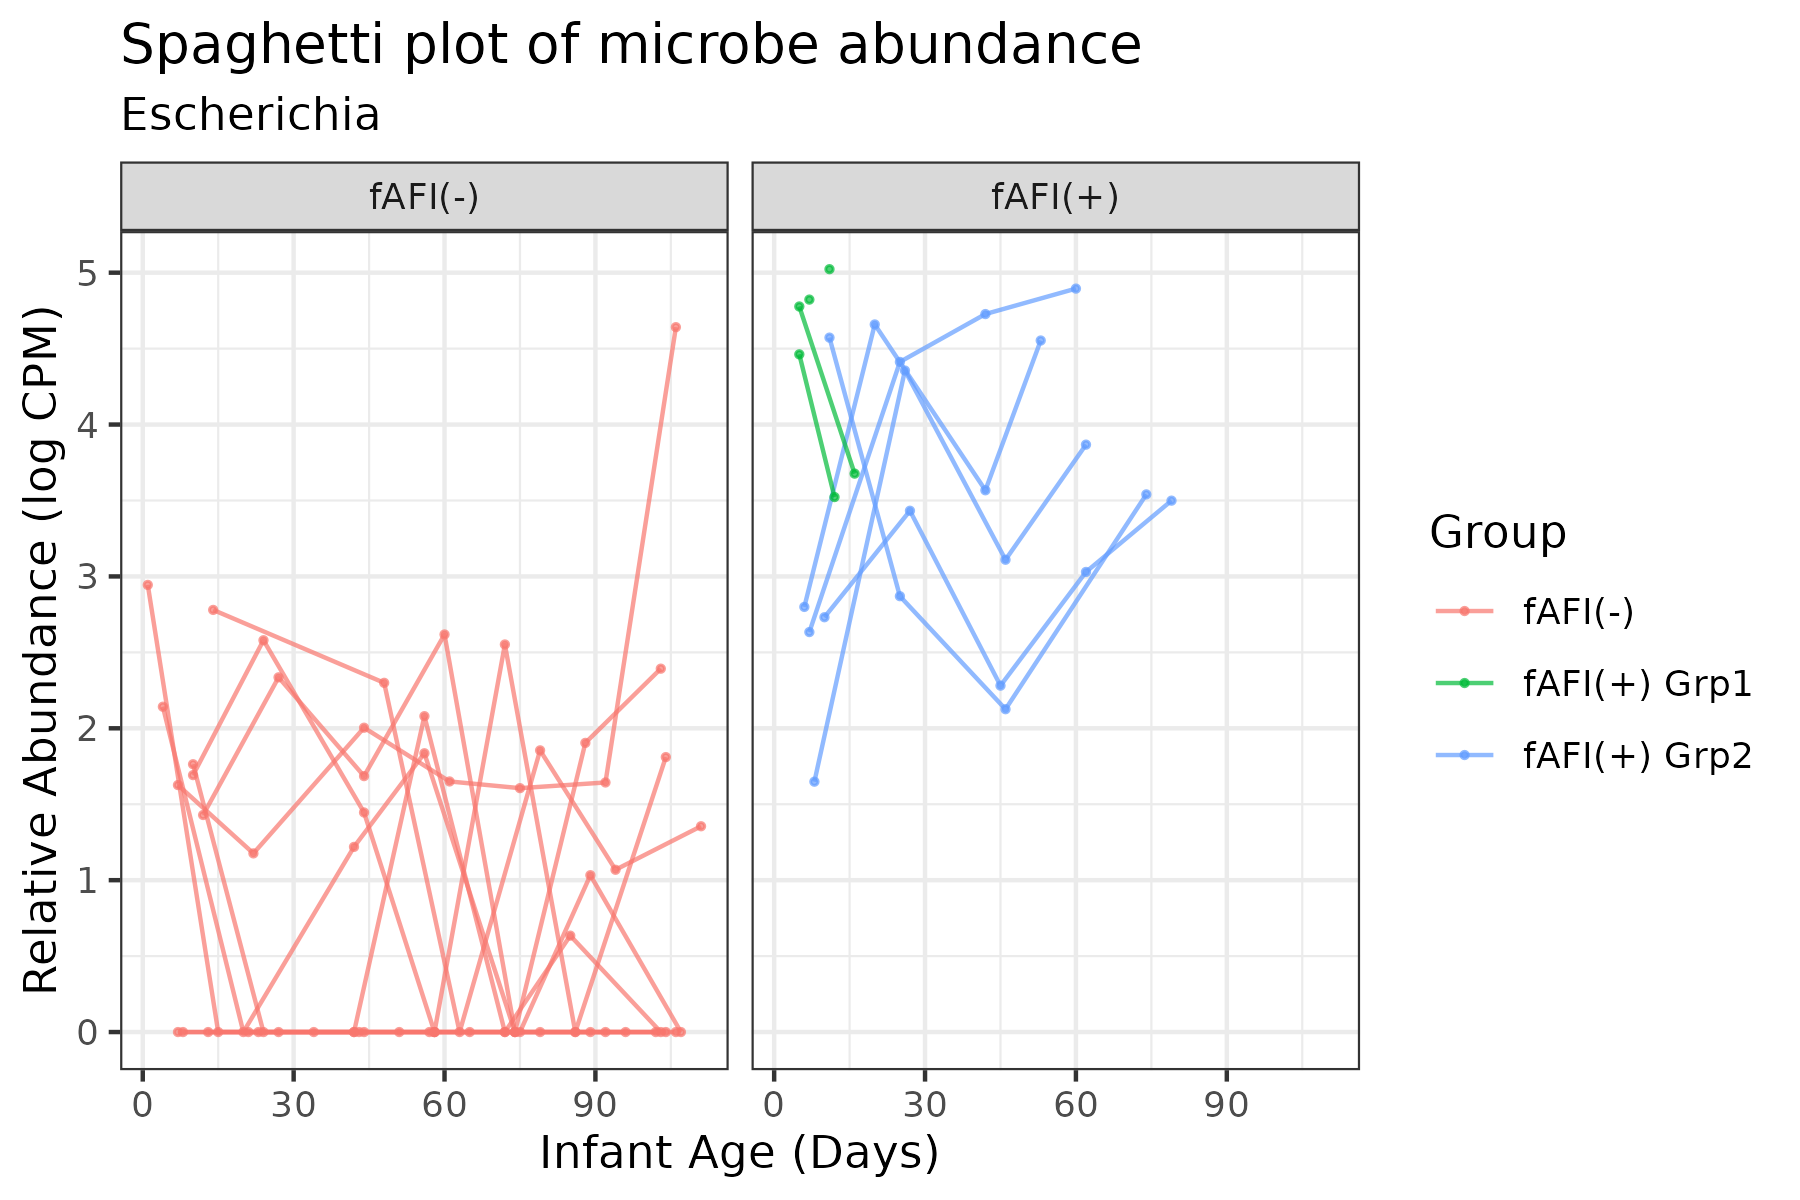 Spaghetti plot of microbe abundance
Escherichia
fAFI(-) fAFI(+)
Relative Abundance (log CPM)
5
4
3
2
1
0
0 30 60 90 0 30 60 90
Infant Age (Days)
Group
fAFI(-)
fAFI(+) Grp1
fAFI(+) Grp2